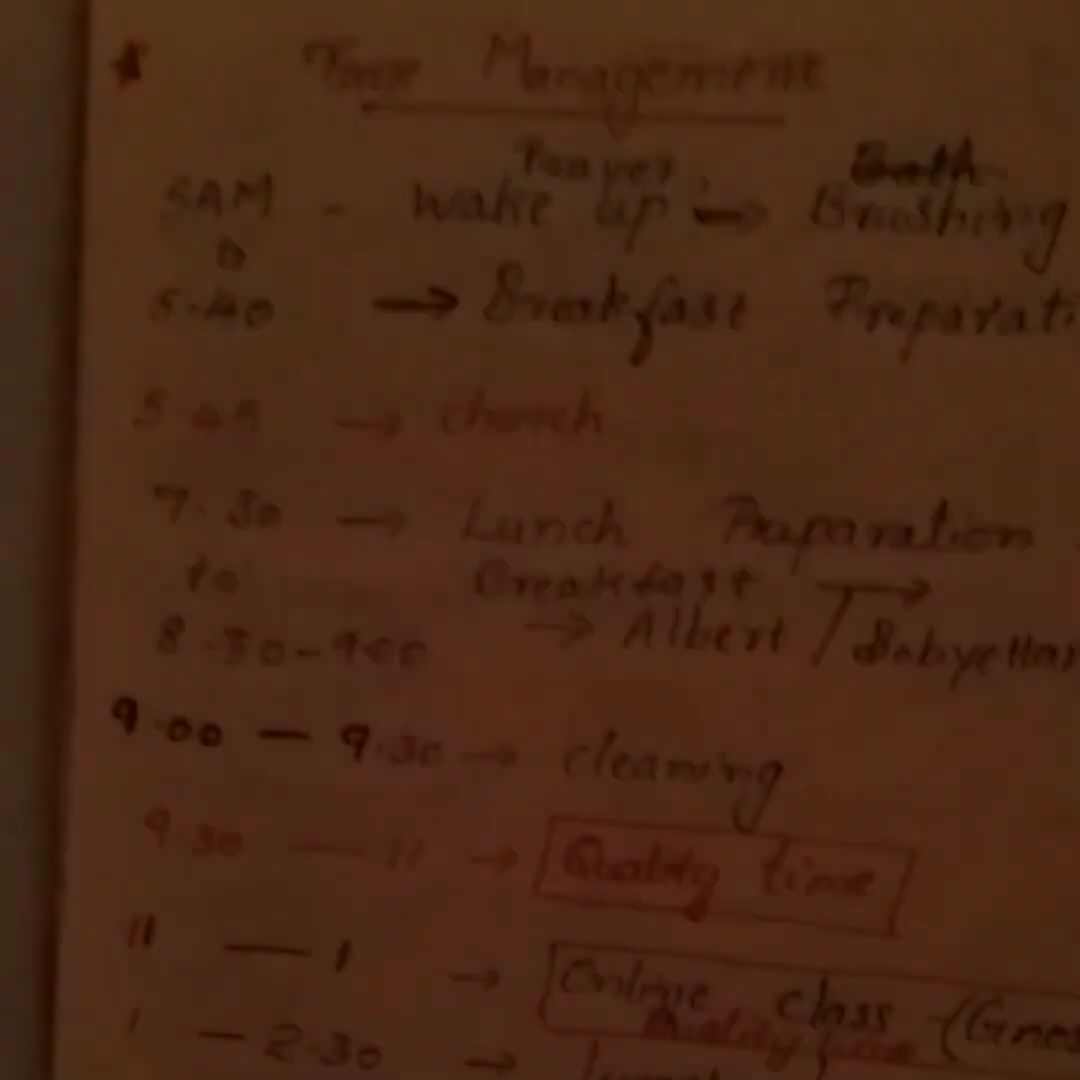 * Time Management
Prayer, Bath
5AM - Wake up → Brushing
to
5.40 → Breakfast Preparati
5.45 → church
7.30 → Lunch Preparation
to Breakfast →
8.30-9.00 → Albert /
9.00 — 9.30 → cleaning
9.30 — 11 → Quality time
11 — 1 → Online class
Quality time
1 — 2.30 →